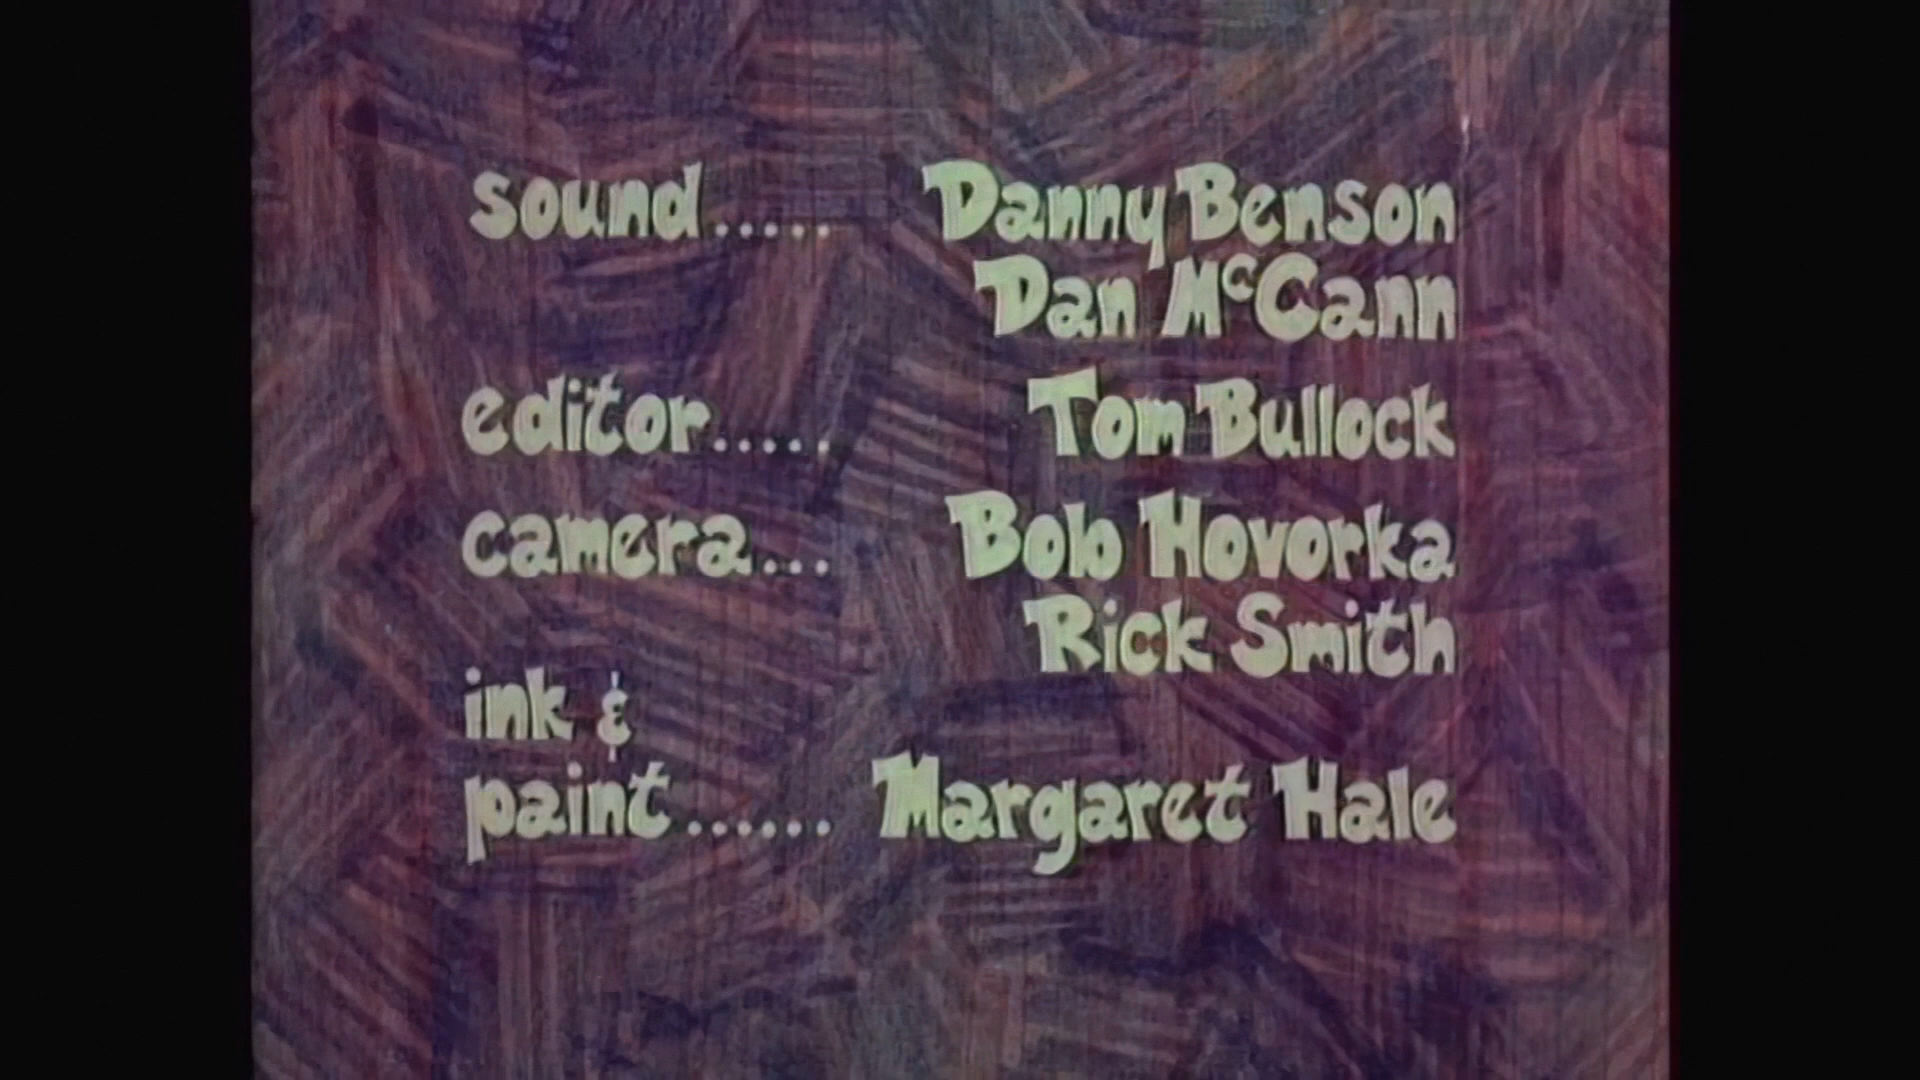 sound..... Danny Benson
Dan McCann
editor..... Tom Bullock
camera... Bob Hovorka
Rick Smith
ink &
paint...... Margaret Hale